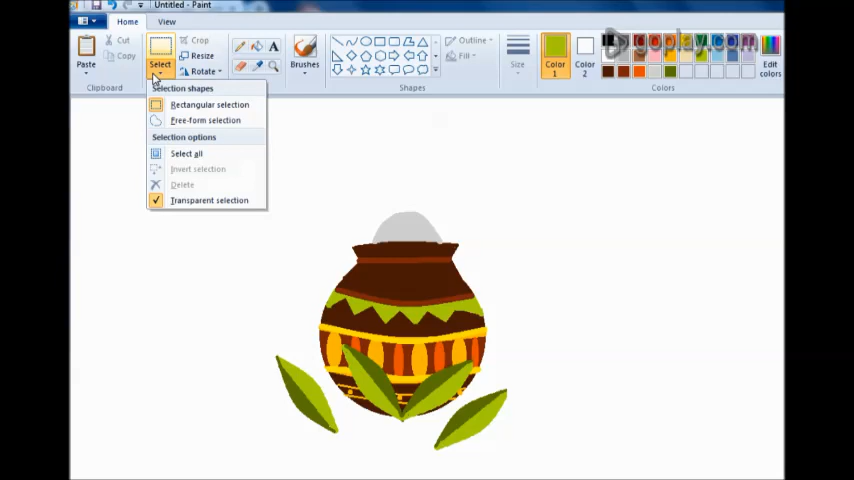 Untitled - Paint
Home View
Paste
Cut
Copy
Clipboard
Select
Crop
Resize
Rotate
A
Brushes
Outline
Fill
Shapes
Size
Color 1
Color 2
Colors
Edit colors
goplay.com
Selection shapes
Rectangular selection
Free-form selection
Selection options
Select all
Invert selection
Delete
Transparent selection